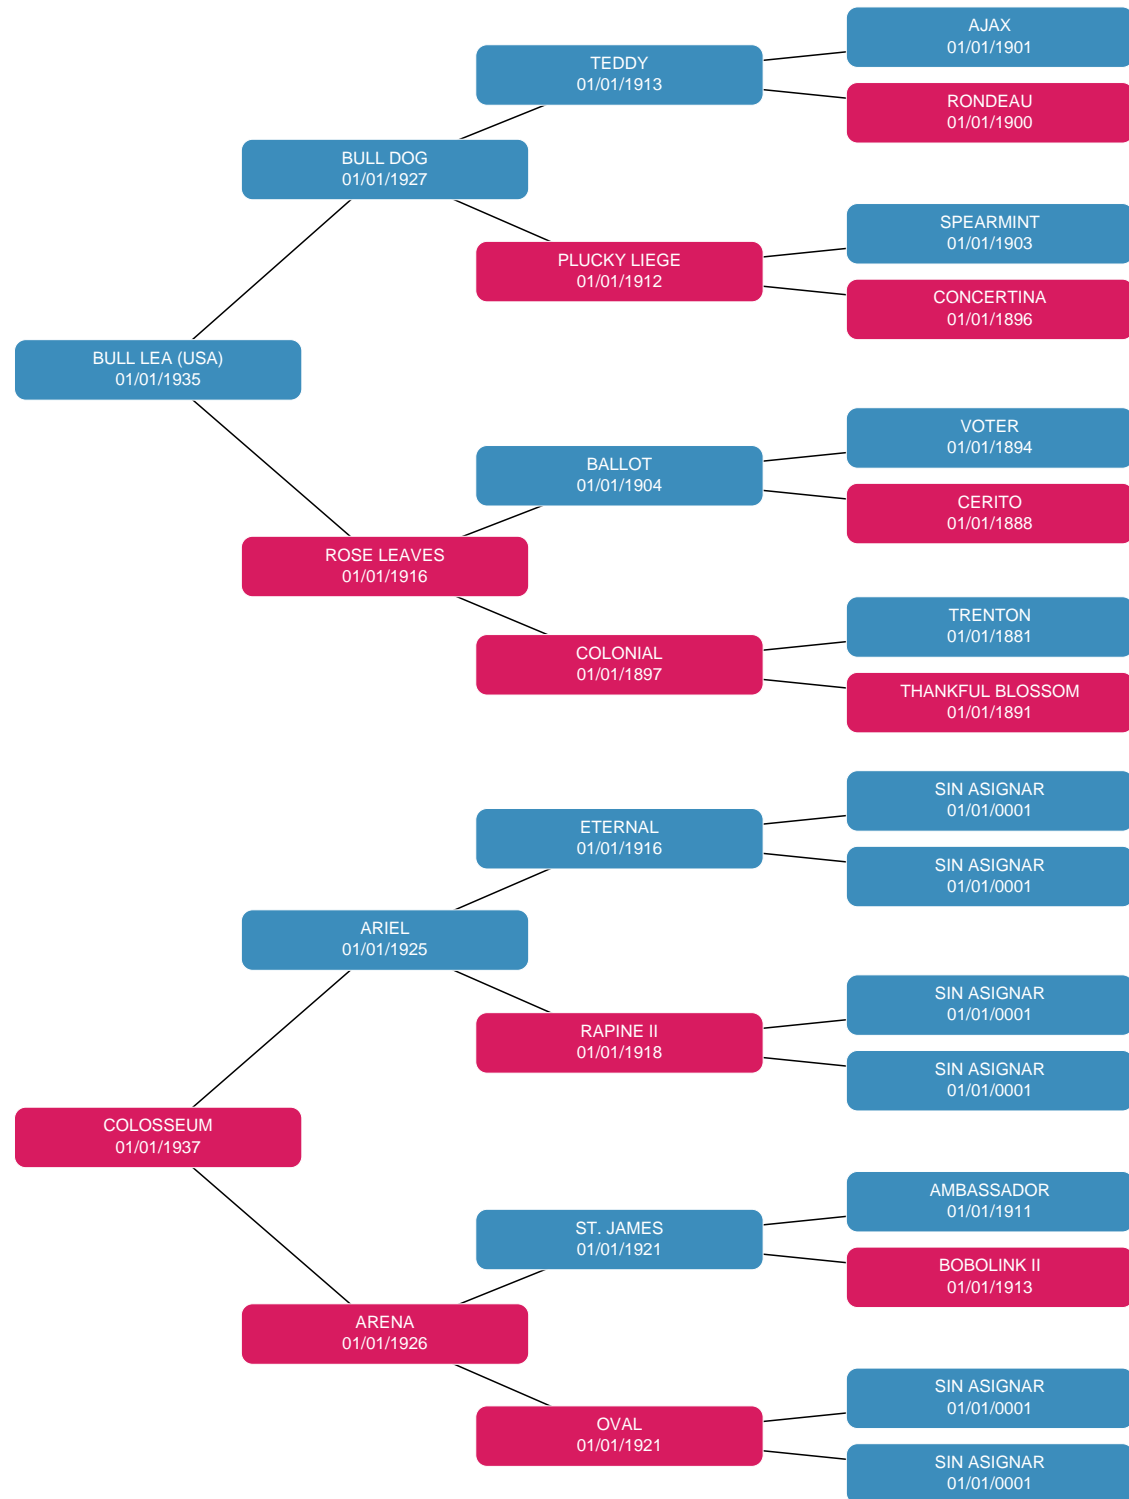 AJAX
01/01/1901
TEDDY
01/01/1913
RONDEAU
01/01/1900
BULL DOG
01/01/1927
SPEARMINT
01/01/1903
PLUCKY LIEGE
01/01/1912
CONCERTINA
01/01/1896
BULL LEA (USA)
01/01/1935
VOTER
01/01/1894
BALLOT
01/01/1904
CERITO
01/01/1888
ROSE LEAVES
01/01/1916
TRENTON
01/01/1881
COLONIAL
01/01/1897
THANKFUL BLOSSOM
01/01/1891
SIN ASIGNAR
01/01/0001
ETERNAL
01/01/1916
SIN ASIGNAR
01/01/0001
ARIEL
01/01/1925
SIN ASIGNAR
01/01/0001
RAPINE II
01/01/1918
SIN ASIGNAR
01/01/0001
COLOSSEUM
01/01/1937
AMBASSADOR
01/01/1911
ST. JAMES
01/01/1921
BOBOLINK II
01/01/1913
ARENA
01/01/1926
SIN ASIGNAR
01/01/0001
OVAL
01/01/1921
SIN ASIGNAR
01/01/0001